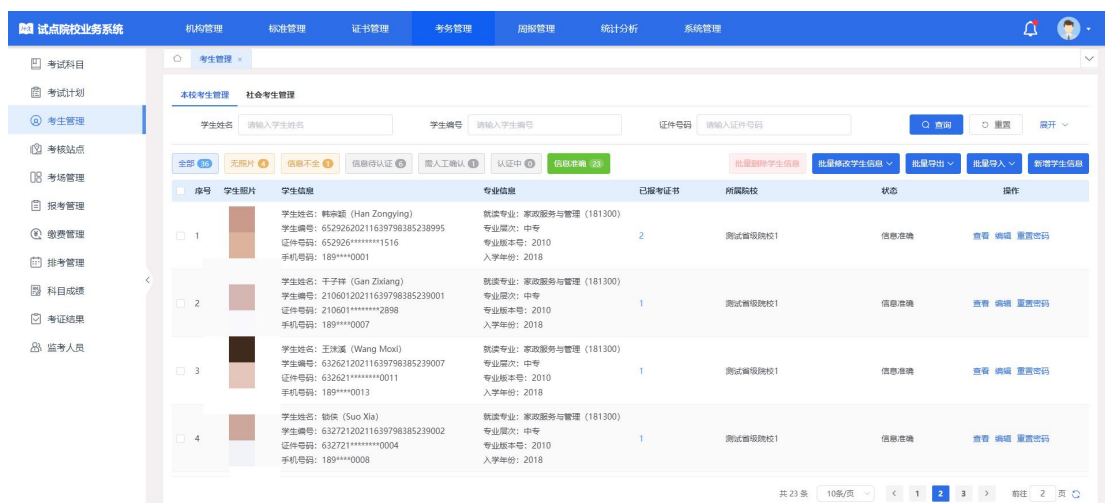 试点院校业务系统
机构管理 标准管理 证书管理 考务管理 周报管理 统计分析 系统管理
考试科目
考试计划
考生管理
考核站点
考场管理
报考管理
缴费管理
排考管理
科目成绩
考证结果
监考人员
考生管理 ×
本校考生管理 社会考生管理
学生姓名 请输入学生姓名 学生编号 请输入学生编号 证件号码 请输入证件号码 查询 重置 展开
全部 36 无照片 4 信息不全 1 信息待认证 6 需人工确认 1 认证中 0 信息准确 23 批量删除学生信息 批量修改学生信息 批量导出 批量导入 新增学生信息
序号 学生照片 学生信息 专业信息 已报考证书 所属院校 状态 操作
学生姓名：韩宗颖（Han Zongying） 就读专业：家政服务与管理（181300）
学生编号：65292620211639798385238995 专业层次：中专
1 2 测试省级院校1 信息准确 查看 编辑 重置密码
证件号码：652926********1516 专业版本号：2010
手机号码：189****0001 入学年份：2018
学生姓名：干子祥（Gan Zixiang） 就读专业：家政服务与管理（181300）
学生编号：21060120211639798385239001 专业层次：中专
2 1 测试省级院校1 信息准确 查看 编辑 重置密码
证件号码：210601********2898 专业版本号：2010
手机号码：189****0007 入学年份：2018
学生姓名：王沫溪（Wang Moxi） 就读专业：家政服务与管理（181300）
学生编号：63262120211639798385239007 专业层次：中专
3 1 测试省级院校1 信息准确 查看 编辑 重置密码
证件号码：632621********0011 专业版本号：2010
手机号码：189****0013 入学年份：2018
学生姓名：锁侠（Suo Xia） 就读专业：家政服务与管理（181300）
学生编号：63272120211639798385239002 专业层次：中专
4 1 测试省级院校1 信息准确 查看 编辑 重置密码
证件号码：632721********0004 专业版本号：2010
手机号码：189****0008 入学年份：2018
共 23 条 10条/页 < 1 2 3 > 前往 2 页